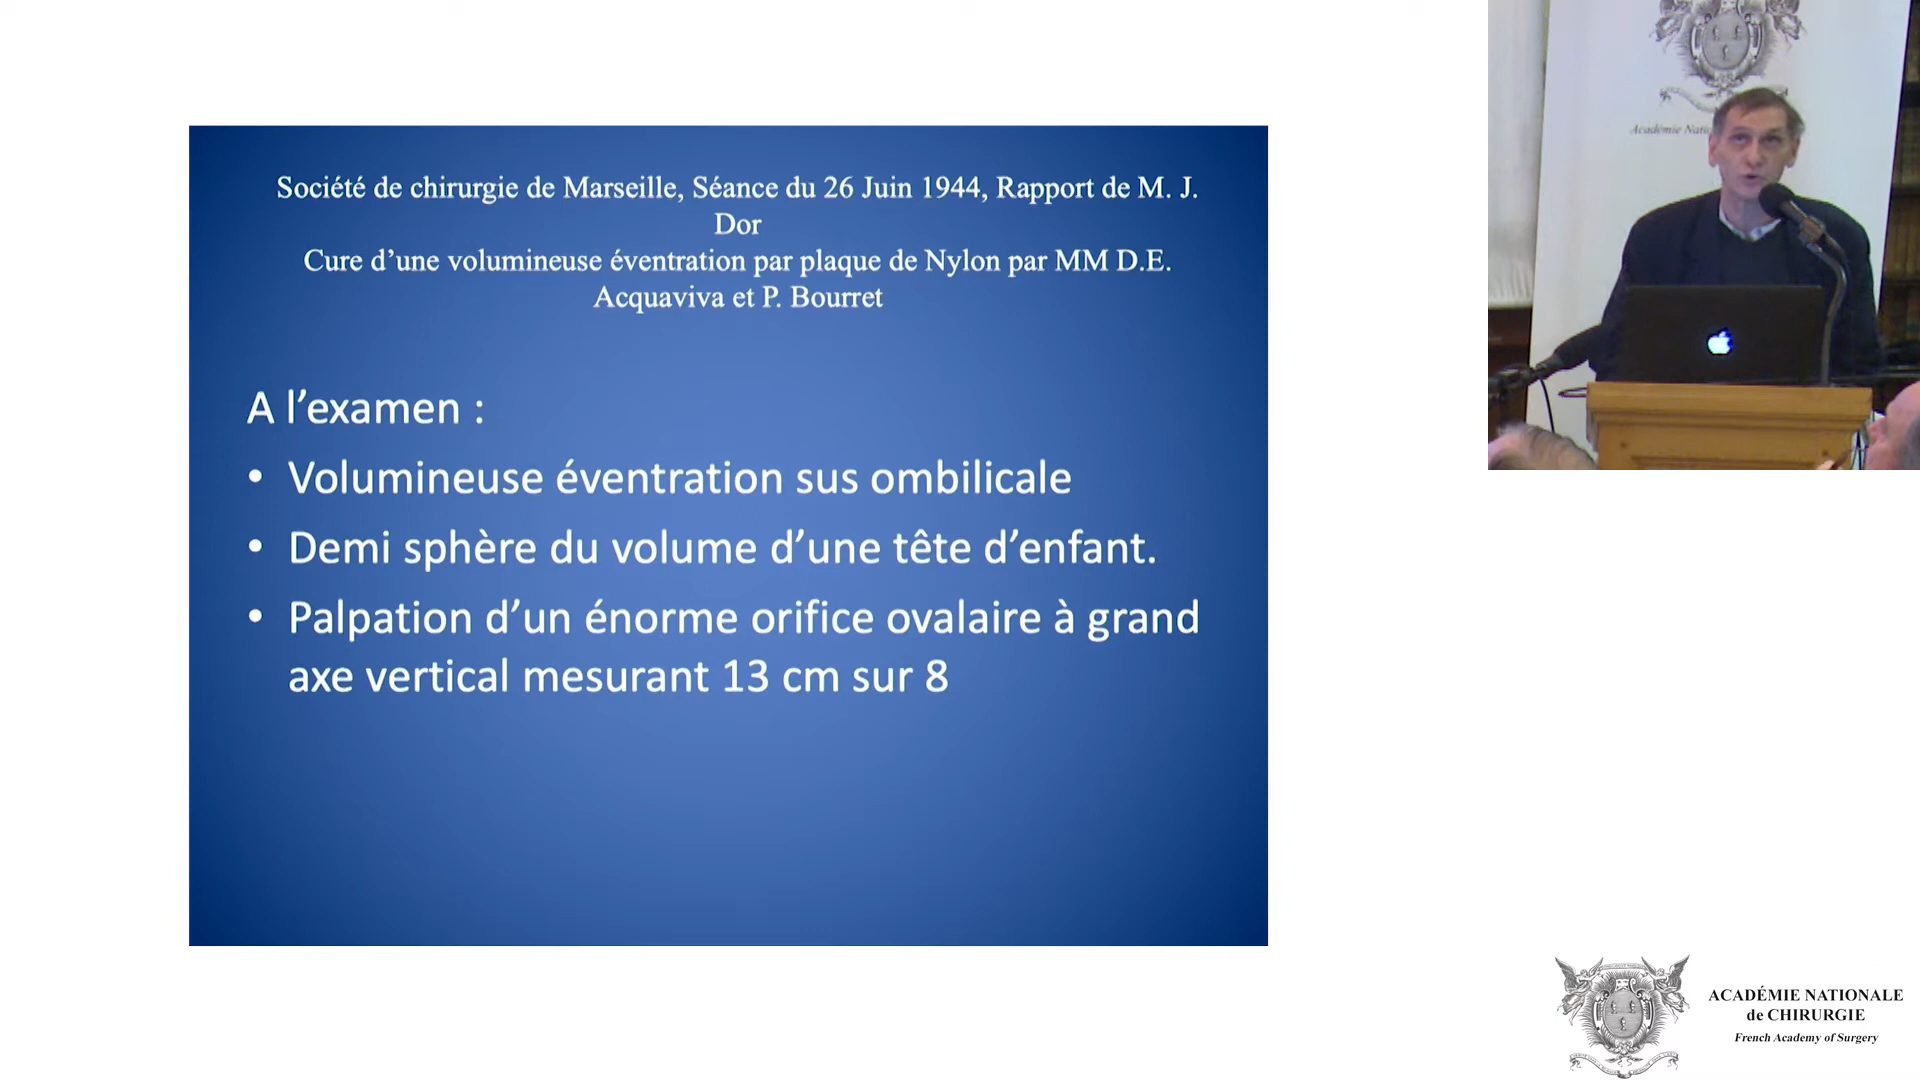 Société de chirurgie de Marseille, Séance du 26 Juin 1944, Rapport de M. J.
Dor
Cure d’une volumineuse éventration par plaque de Nylon par MM D.E.
Acquaviva et P. Bourret
A l’examen :
• Volumineuse éventration sus ombilicale
• Demi sphère du volume d’une tête d’enfant.
• Palpation d’un énorme orifice ovalaire à grand
axe vertical mesurant 13 cm sur 8
Académie Nati
ACADÉMIE NATIONALE
de CHIRURGIE
French Academy of Surgery